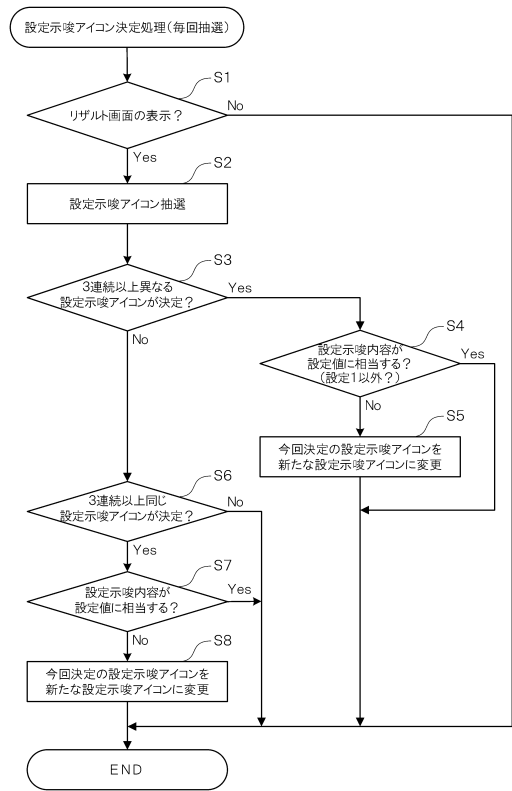 設定示唆アイコン決定処理(毎回抽選)
S1
リザルト画面の表示?
No
Yes
S2
設定示唆アイコン抽選
S3
3連続以上異なる
設定示唆アイコンが決定?
Yes
No
S4
設定示唆内容が
設定値に相当する?
(設定1以外?)
Yes
No
S5
今回決定の設定示唆アイコンを
新たな設定示唆アイコンに変更
S6
3連続以上同じ
設定示唆アイコンが決定?
No
Yes
S7
設定示唆内容が
設定値に相当する?
Yes
No
S8
今回決定の設定示唆アイコンを
新たな設定示唆アイコンに変更
END